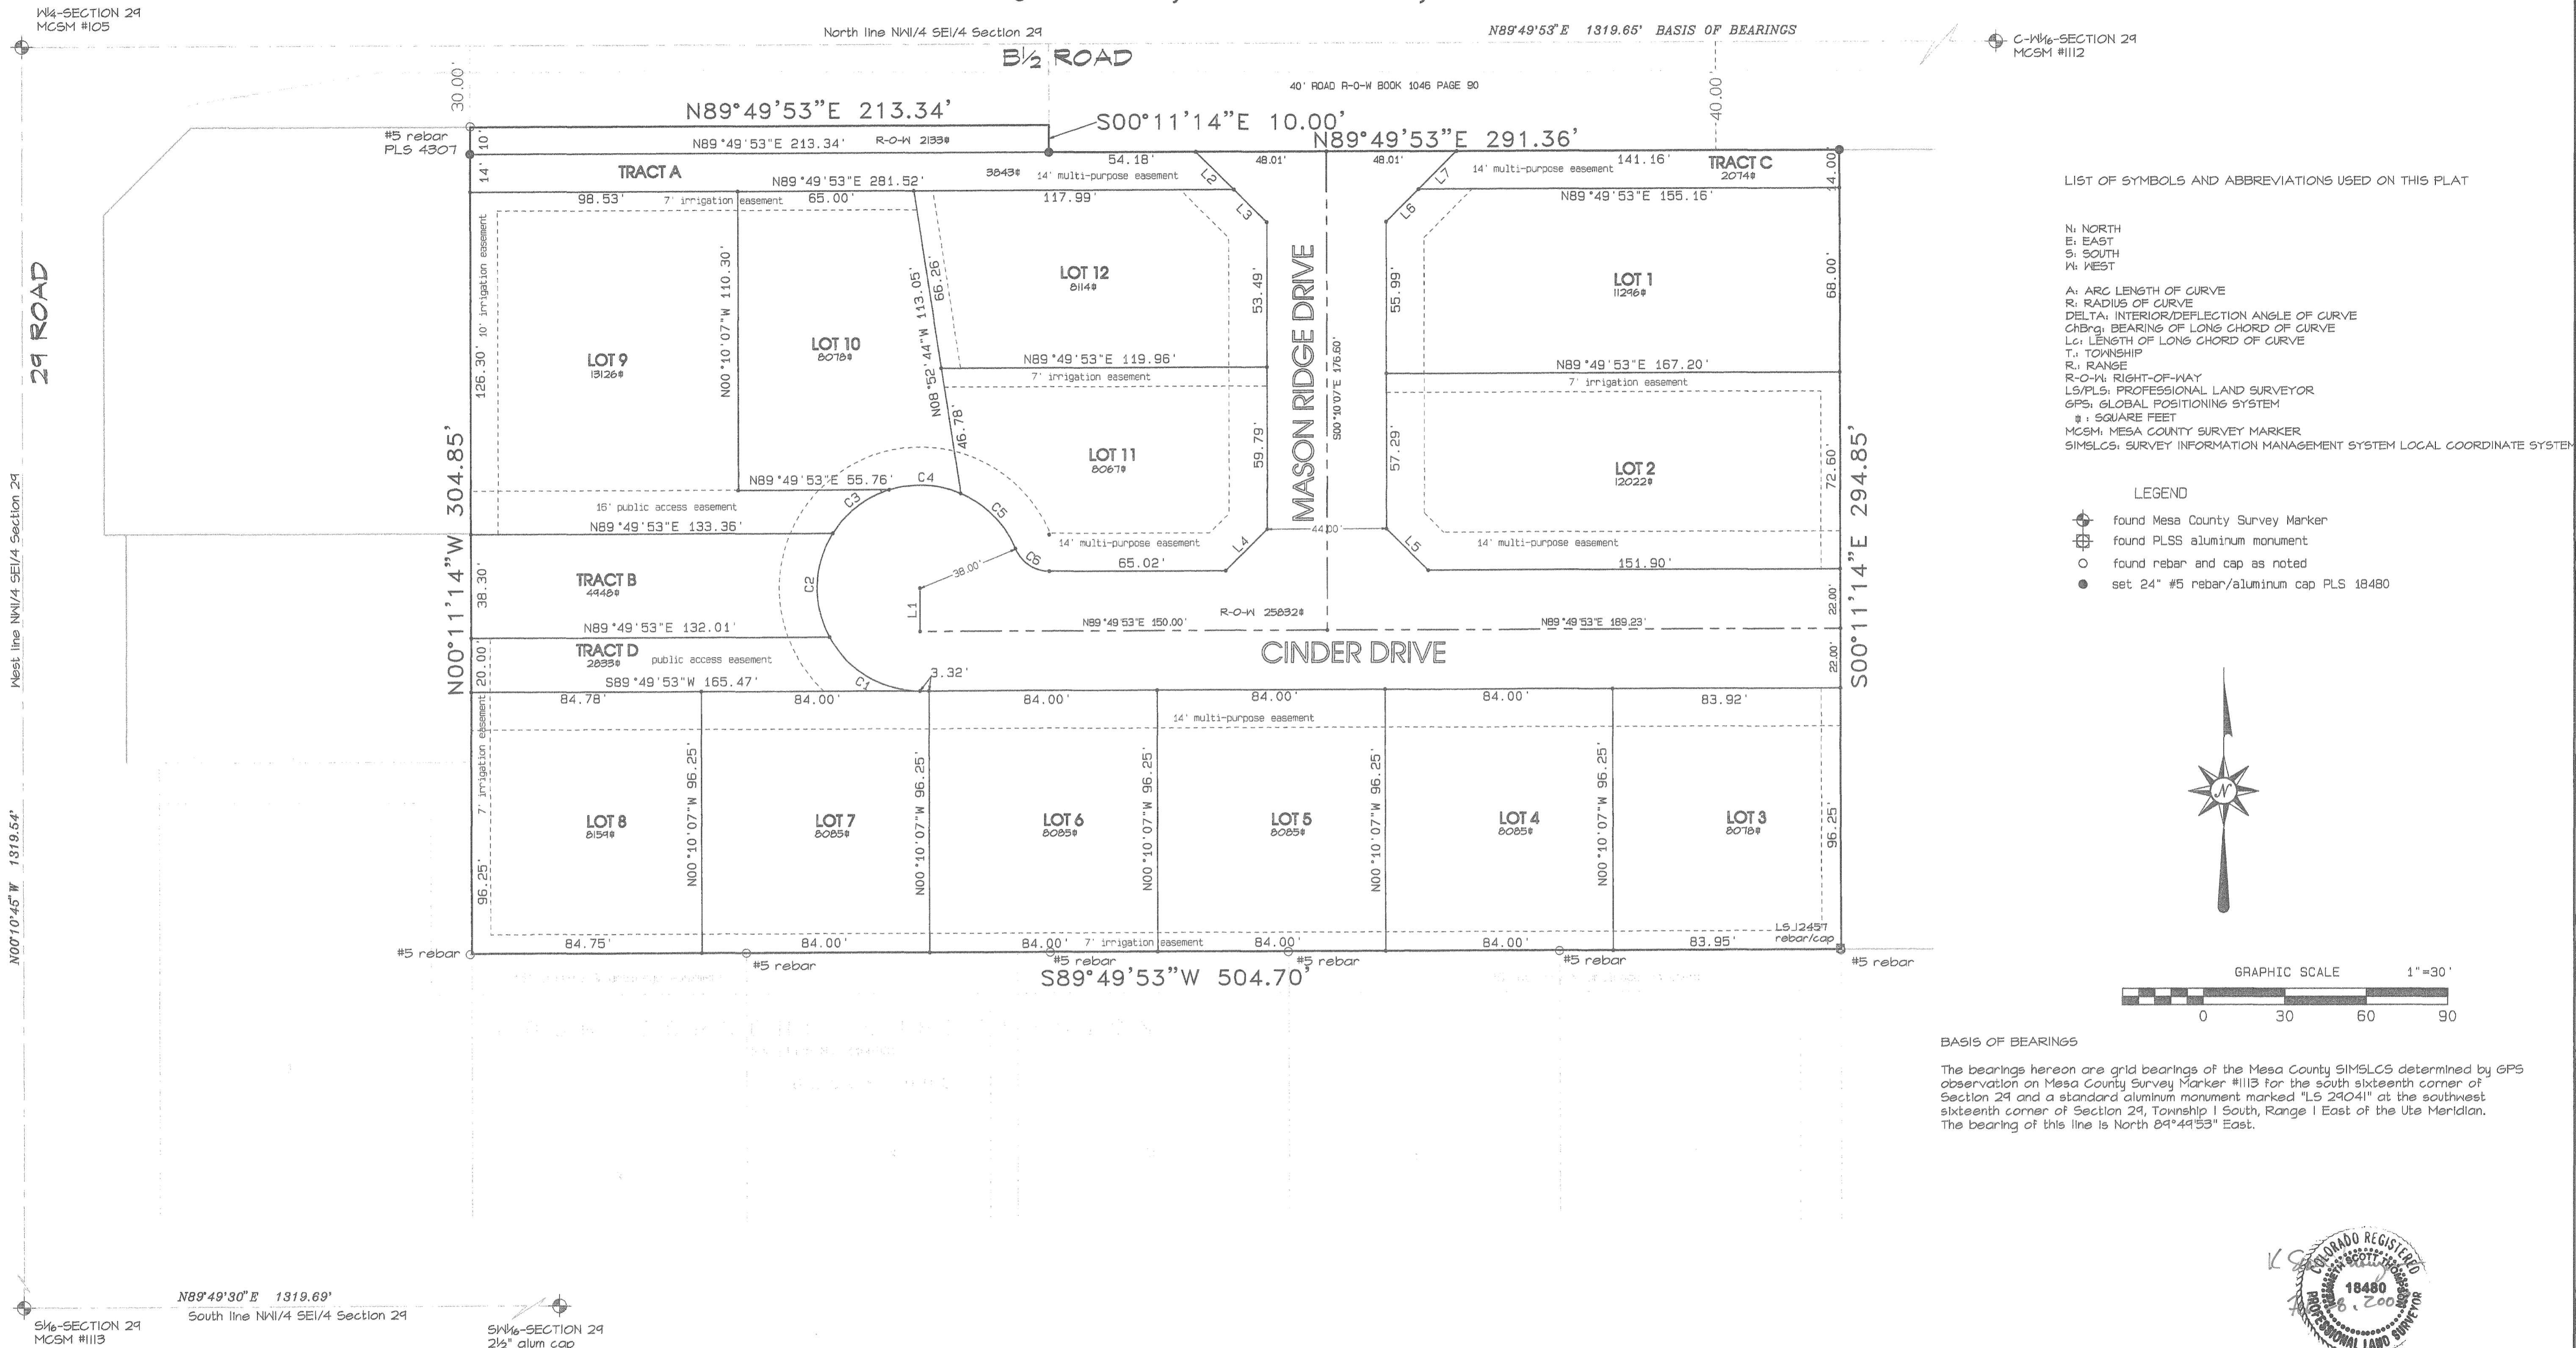 W1/4-SECTION 29
MCSM #105
North line NW1/4 SE1/4 Section 29
N89°49'53"E 1319.65' BASIS OF BEARINGS
C-W1/16-SECTION 29
MCSM #1112
B1/2 ROAD
40' ROAD R-O-W BOOK 1046 PAGE 90
30.00'
40.00'
N89°49'53"E 213.34'
S00°11'14"E 10.00'
N89°49'53"E 291.36'
#5 rebar
PLS 4307
10'
N89°49'53"E 213.34'
R-O-W 2133⌽
54.18'
48.01'
48.01'
141.16'
14'
TRACT A
3843⌽
14' multi-purpose easement
L2
L7
14' multi-purpose easement
TRACT C
2074⌽
14.00'
N89°49'53"E 281.52'
98.53'
7' irrigation easement
65.00'
117.99'
L3
L6
N89°49'53"E 155.16'
29 ROAD
126.30'
10' irrigation easement
LOT 9
13126⌽
N00°10'07"W 110.30'
LOT 10
8078⌽
N08°52'44"W 113.05'
66.26'
46.78'
LOT 12
8114⌽
53.49'
N89°49'53"E 119.96'
7' irrigation easement
LOT 11
8067⌽
59.79'
MASON RIDGE DRIVE
S00°10'07"E 176.60'
55.99'
LOT 1
11296⌽
68.00'
N89°49'53"E 167.20'
7' irrigation easement
57.29'
LOT 2
12022⌽
72.60'
N00°11'14"W 304.85'
S00°11'14"E 294.85'
N89°49'53"E 55.76'
16' public access easement
N89°49'53"E 133.36'
C3
C4
C5
C6
C2
C1
38.00'
L1
14' multi-purpose easement
65.02'
L4
44.00'
L5
14' multi-purpose easement
151.90'
38.30'
TRACT B
4948⌽
N89°49'53"E 132.01'
R-O-W 25832⌽
N89°49'53"E 150.00'
N89°49'53"E 189.23'
22.00'
22.00'
CINDER DRIVE
20.00'
TRACT D
2833⌽
public access easement
S89°49'53"W 165.47'
3.32'
84.78'
84.00'
84.00'
84.00'
84.00'
83.92'
14' multi-purpose easement
7' irrigation easement
96.25'
LOT 8
8159⌽
N00°10'07"W 96.25'
LOT 7
8085⌽
N00°10'07"W 96.25'
LOT 6
8085⌽
N00°10'07"W 96.25'
LOT 5
8085⌽
N00°10'07"W 96.25'
LOT 4
8085⌽
N00°10'07"W 96.25'
LOT 3
8078⌽
96.25'
84.75'
84.00'
84.00'
7' irrigation easement
84.00'
84.00'
83.95'
LS 12457
rebar/cap
#5 rebar
#5 rebar
#5 rebar
#5 rebar
#5 rebar
#5 rebar
S89°49'53"W 504.70'
West line NW1/4 SE1/4 Section 29
N00°10'45"W 1319.54'
N89°49'30"E 1319.69'
South line NW1/4 SE1/4 Section 29
S1/16-SECTION 29
MCSM #1113
SW1/16-SECTION 29
2½" alum cap
LIST OF SYMBOLS AND ABBREVIATIONS USED ON THIS PLAT
N: NORTH
E: EAST
S: SOUTH
W: WEST
A: ARC LENGTH OF CURVE
R: RADIUS OF CURVE
DELTA: INTERIOR/DEFLECTION ANGLE OF CURVE
ChBrg: BEARING OF LONG CHORD OF CURVE
Lc: LENGTH OF LONG CHORD OF CURVE
T.: TOWNSHIP
R.: RANGE
R-O-W: RIGHT-OF-WAY
LS/PLS: PROFESSIONAL LAND SURVEYOR
GPS: GLOBAL POSITIONING SYSTEM
⌽ : SQUARE FEET
MCSM: MESA COUNTY SURVEY MARKER
SIMSLCS: SURVEY INFORMATION MANAGEMENT SYSTEM LOCAL COORDINATE SYSTEM
LEGEND
found Mesa County Survey Marker
found PLSS aluminum monument
found rebar and cap as noted
set 24" #5 rebar/aluminum cap PLS 18480
N
GRAPHIC SCALE 1"=30'
0 30 60 90
BASIS OF BEARINGS
The bearings hereon are grid bearings of the Mesa County SIMSLCS determined by GPS
observation on Mesa County Survey Marker #1113 for the south sixteenth corner of
Section 29 and a standard aluminum monument marked "LS 29041" at the southwest
sixteenth corner of Section 29, Township 1 South, Range 1 East of the Ute Meridian.
The bearing of this line is North 89°49'53" East.
COLORADO REGISTERED
KENNETH SCOTT THOMPSON
18480
PROFESSIONAL LAND SURVEYOR